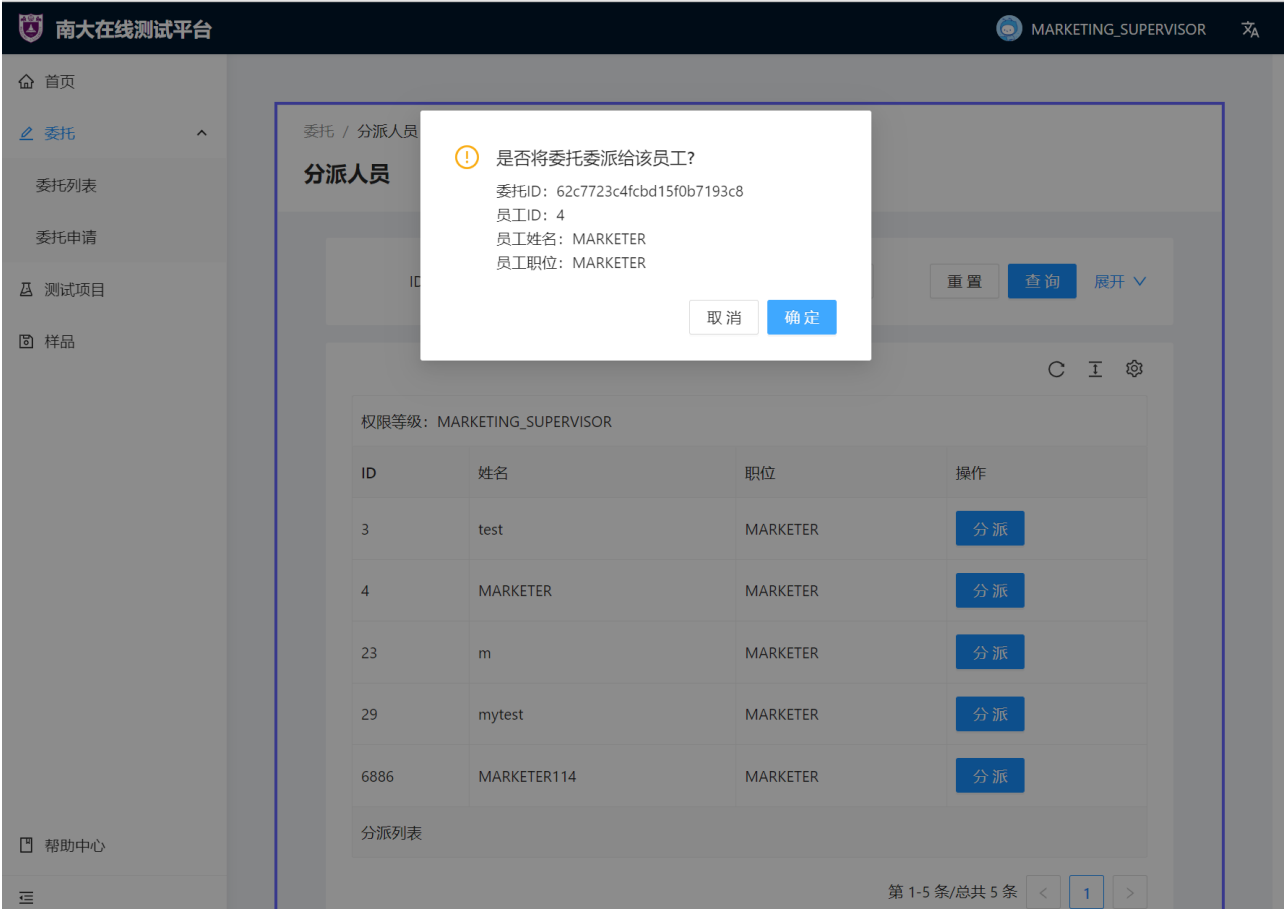 南大在线测试平台
MARKETING_SUPERVISOR
首页
委托
委托列表
委托申请
测试项目
样品
帮助中心
委托 / 分派人员
分派人员
是否将委托委派给该员工?
委托ID：62c7723c4fcbd15f0b7193c8
员工ID：4
员工姓名：MARKETER
员工职位：MARKETER
取 消 确 定
ID
重 置 查 询 展开
权限等级：MARKETING_SUPERVISOR
ID 姓名 职位 操作
3 test MARKETER 分 派
4 MARKETER MARKETER 分 派
23 m MARKETER 分 派
29 mytest MARKETER 分 派
6886 MARKETER114 MARKETER 分 派
分派列表
第 1-5 条/总共 5 条 < 1 >